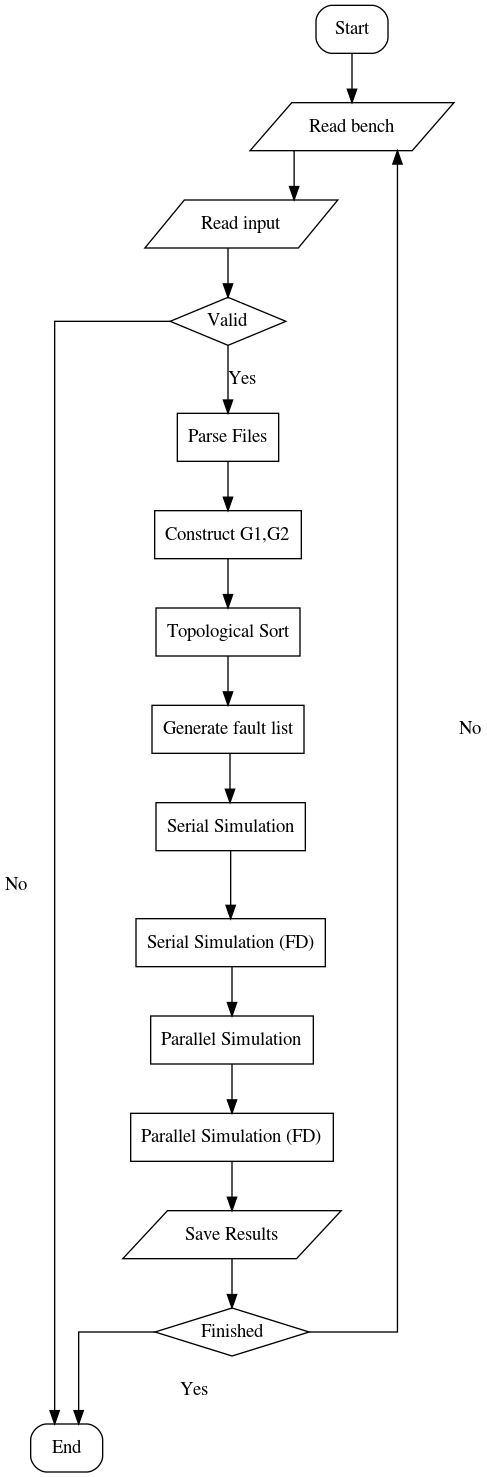 Start
Read bench
Read input
Valid
Yes
Parse Files
Construct G1,G2
Topological Sort
Generate fault list
No
Serial Simulation
No
Serial Simulation (FD)
Parallel Simulation
Parallel Simulation (FD)
Save Results
Finished
Yes
End